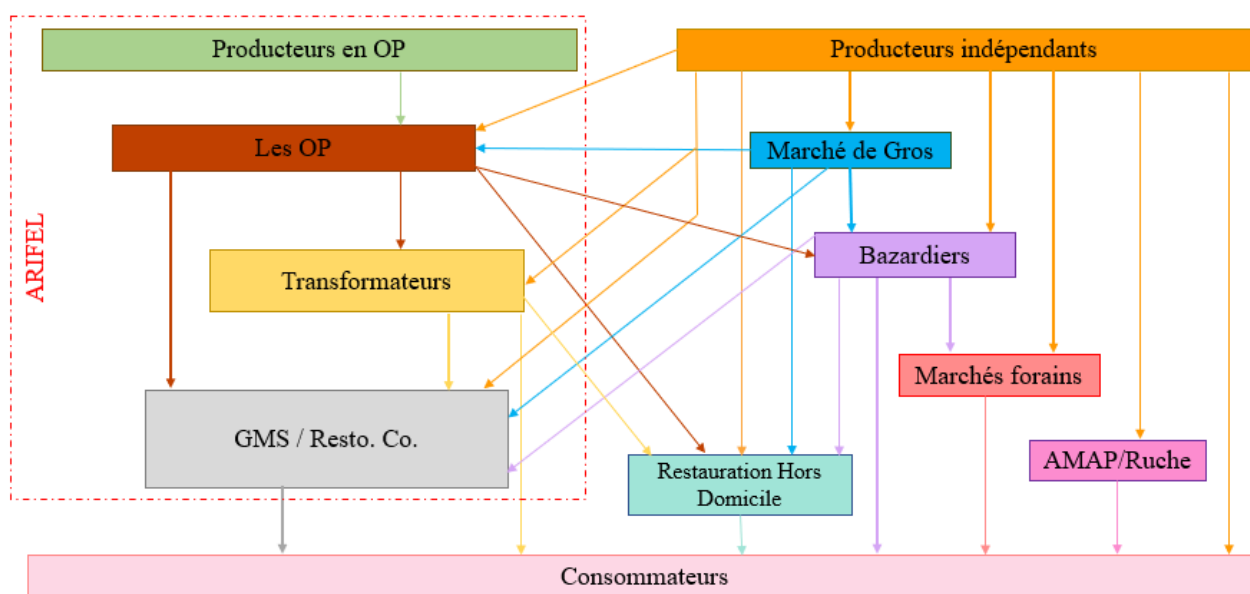 Producteurs en OP
Producteurs indépendants
Les OP
Marché de Gros
ARIFEL
Bazardiers
Transformateurs
Marchés forains
GMS / Resto. Co.
AMAP/Ruche
Restauration Hors
Domicile
Consommateurs